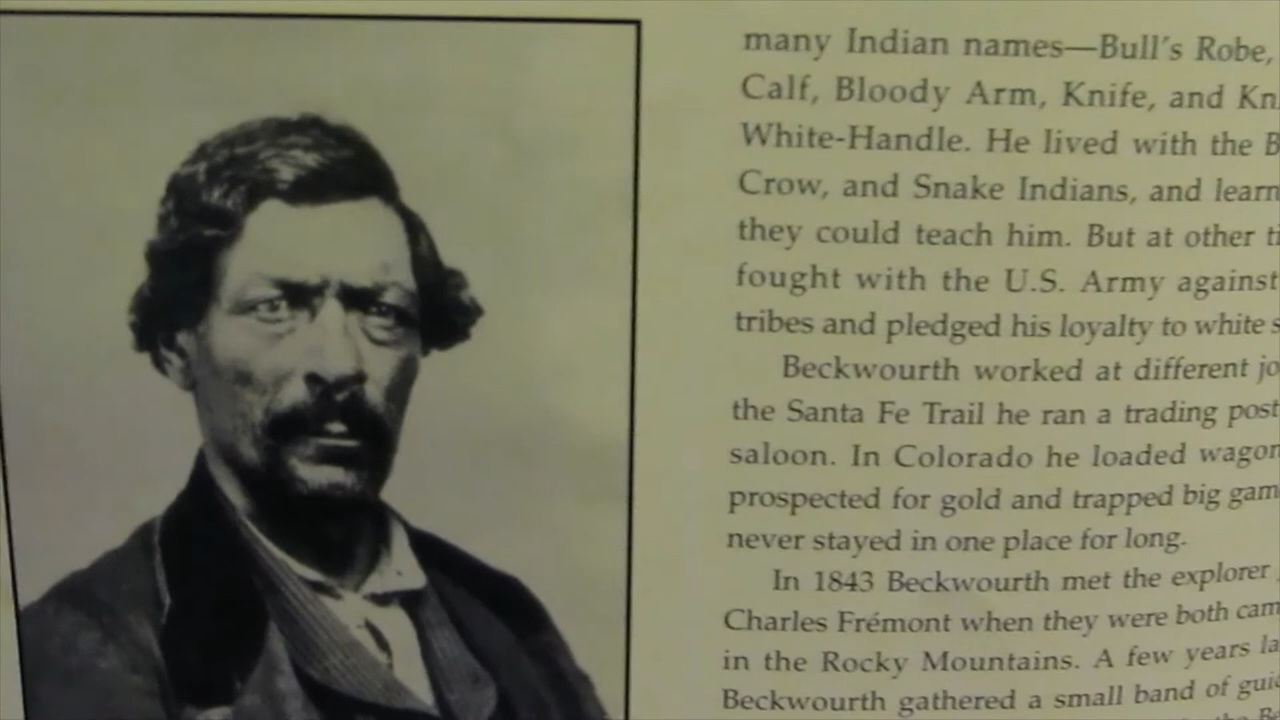 many Indian names—Bull's Robe,
Calf, Bloody Arm, Knife, and
White-Handle. He lived with the
Crow, and Snake Indians, and
they could teach him. But at other
fought with the U.S. Army against
tribes and pledged his loyalty to white
Beckwourth worked at different
the Santa Fe Trail he ran a trading post
saloon. In Colorado he loaded
prospected for gold and trapped big
never stayed in one place for long.
In 1843 Beckwourth met the explorer
Charles Frémont when they were both
in the Rocky Mountains. A few years
Beckwourth gathered a small band of